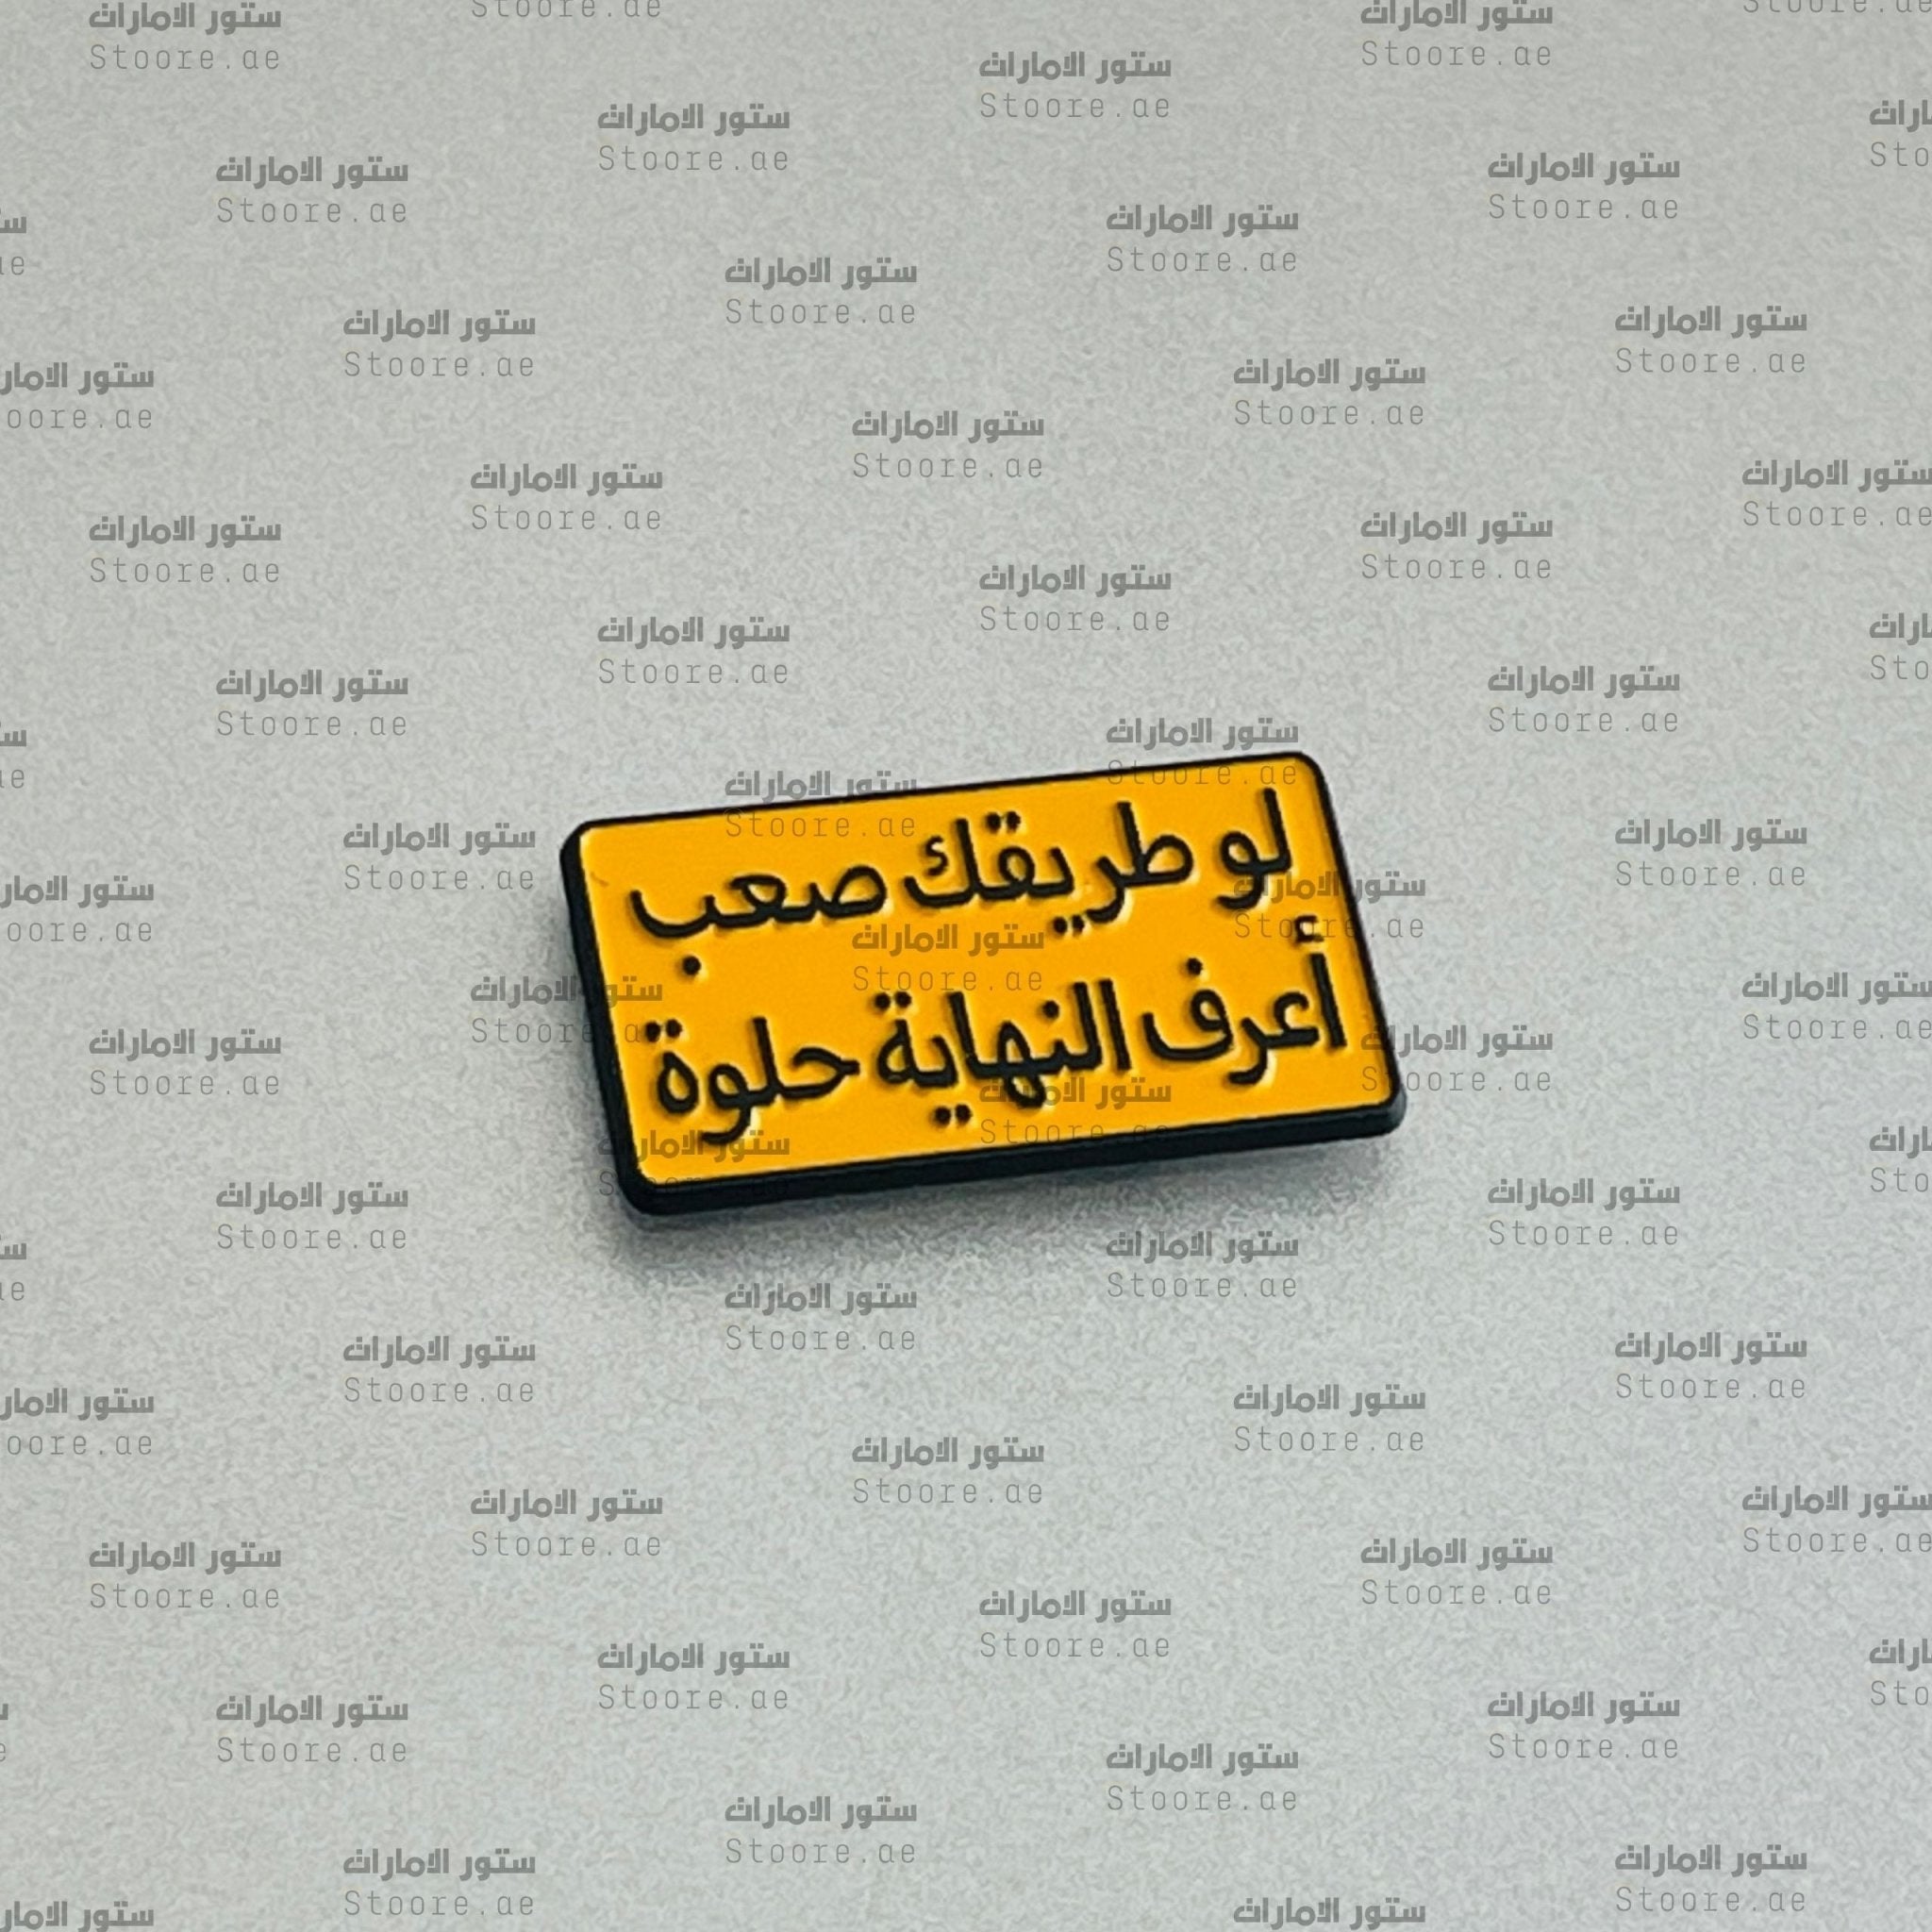 لو طريقك صعب
أعرف النهاية حلوة
ستور الامارات
Stoore.ae